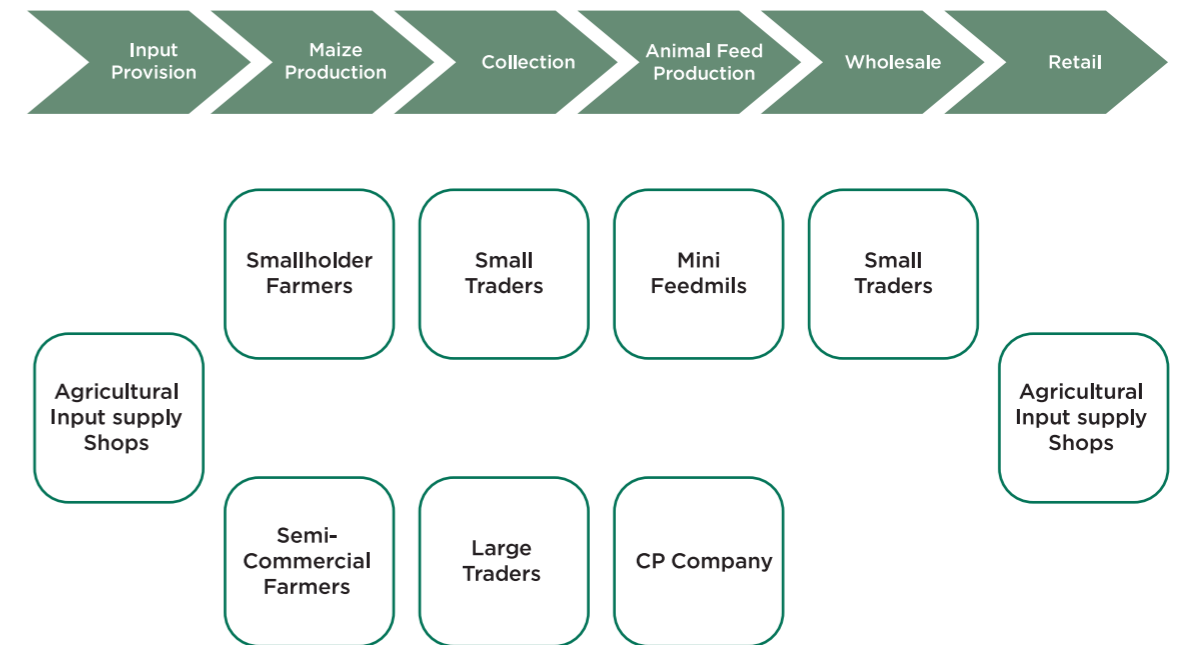 Input
Provision
Maize
Production
Collection
Animal Feed
Production
Wholesale
Retail
Smallholder
Farmers
Small
Traders
Mini
Feedmils
Small
Traders
Agricultural
Input supply
Shops
Agricultural
Input supply
Shops
Semi-
Commercial
Farmers
Large
Traders
CP Company